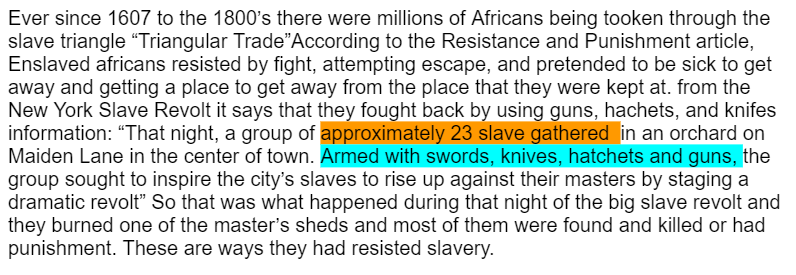 Ever since 1607 to the 1800’s there were millions of Africans being tooken through the
slave triangle “Triangular Trade”According to the Resistance and Punishment article,
Enslaved africans resisted by fight, attempting escape, and pretended to be sick to get
away and getting a place to get away from the place that they were kept at. from the
New York Slave Revolt it says that they fought back by using guns, hachets, and knifes
information: “That night, a group of approximately 23 slave gathered in an orchard on
Maiden Lane in the center of town. Armed with swords, knives, hatchets and guns, the
group sought to inspire the city’s slaves to rise up against their masters by staging a
dramatic revolt” So that was what happened during that night of the big slave revolt and
they burned one of the master’s sheds and most of them were found and killed or had
punishment. These are ways they had resisted slavery.